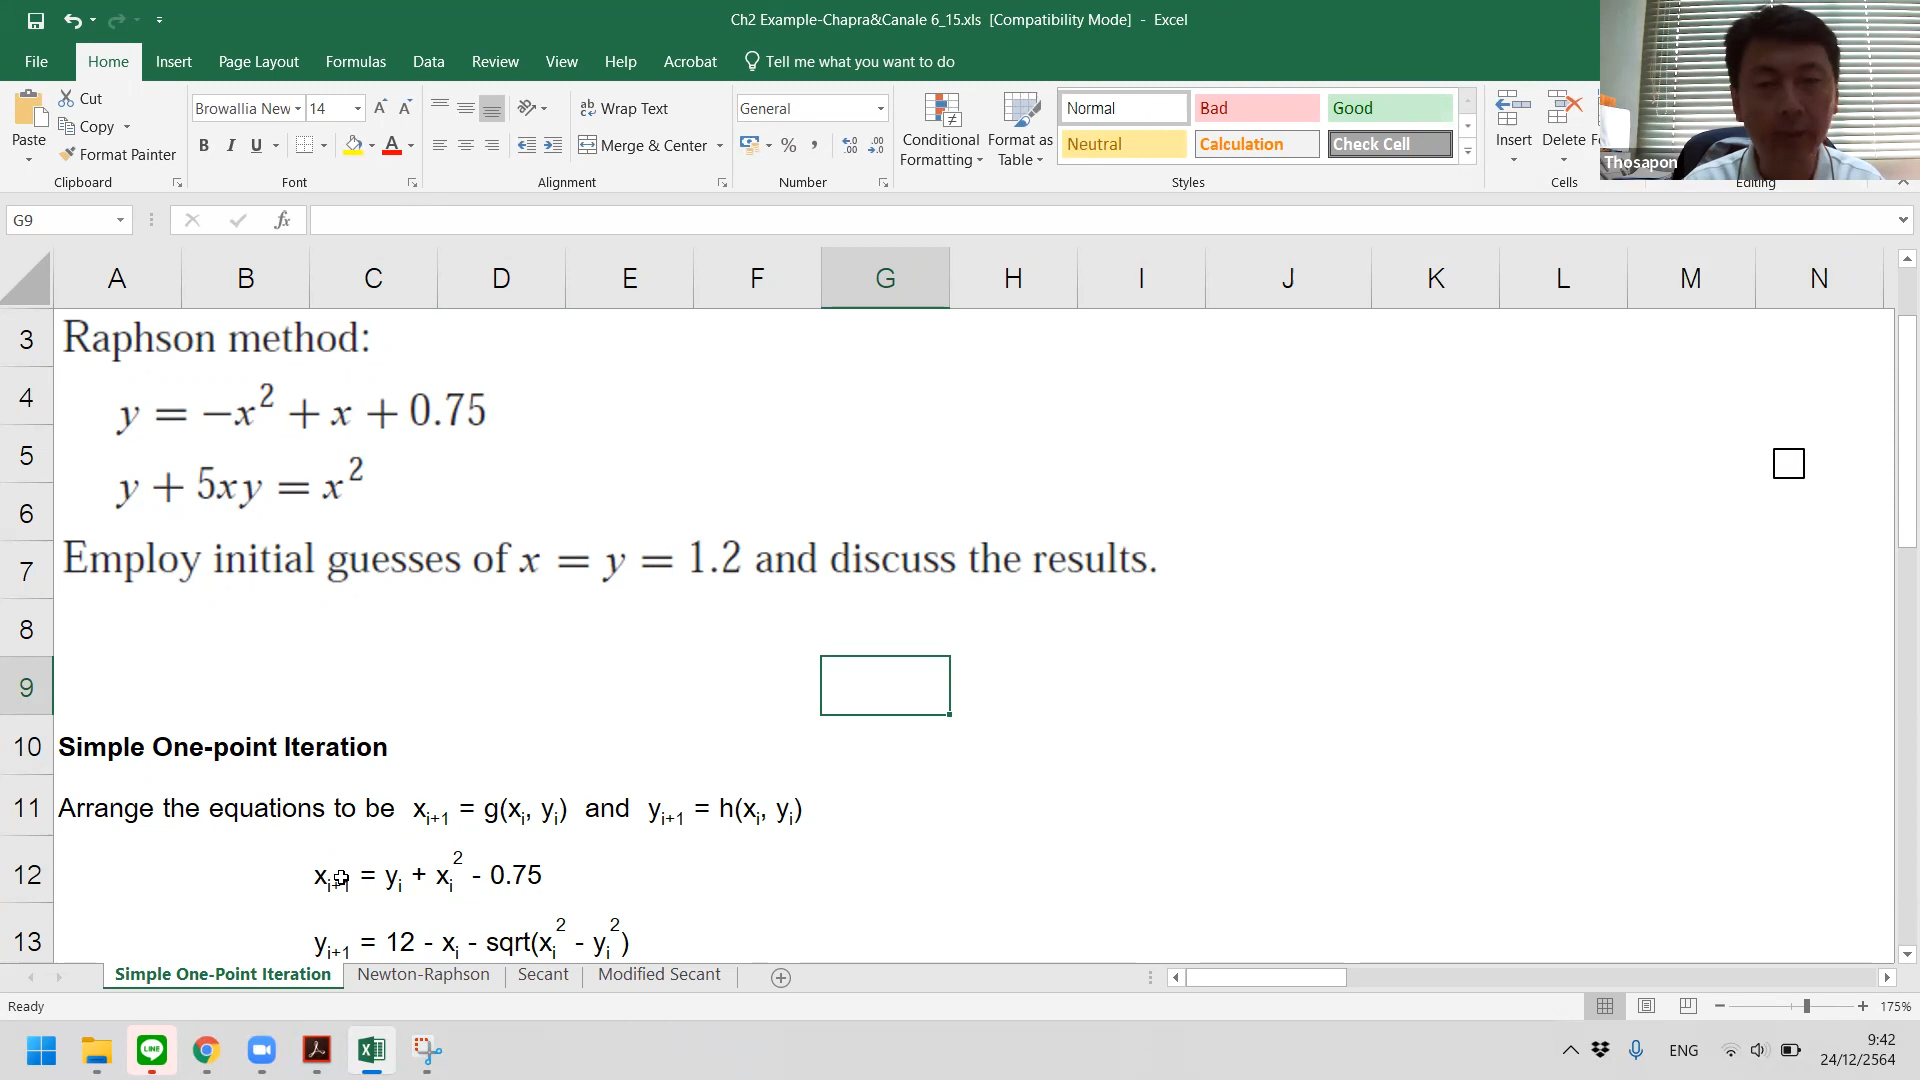 Ch2 Example-Chapra&Canale 6_15.xls [Compatibility Mode] - Excel
File Home Insert Page Layout Formulas Data Review View Help Acrobat Tell me what you want to do
Cut
Copy
Format Painter
Paste
Clipboard
Browallia New 14
B I U
Font
Wrap Text
Merge & Center
Alignment
General
Number
Conditional Formatting
Format as Table
Normal Bad Good
Neutral Calculation Check Cell
Styles
Insert Delete F
Cells
Editing
Thosapon
G9 fx
A B C D E F G H I J K L M N
3 Raphson method:
4 y = −x² + x + 0.75
5 y + 5xy = x²
6
7 Employ initial guesses of x = y = 1.2 and discuss the results.
8
9
10 Simple One-point Iteration
11 Arrange the equations to be xᵢ₊₁ = g(xᵢ, yᵢ) and yᵢ₊₁ = h(xᵢ, yᵢ)
12 xᵢ₊₁ = yᵢ + xᵢ² - 0.75
13 yᵢ₊₁ = 12 - xᵢ - sqrt(xᵢ² - yᵢ²)
Simple One-Point Iteration Newton-Raphson Secant Modified Secant
Ready 175%
LINE
ENG
9:42
24/12/2564